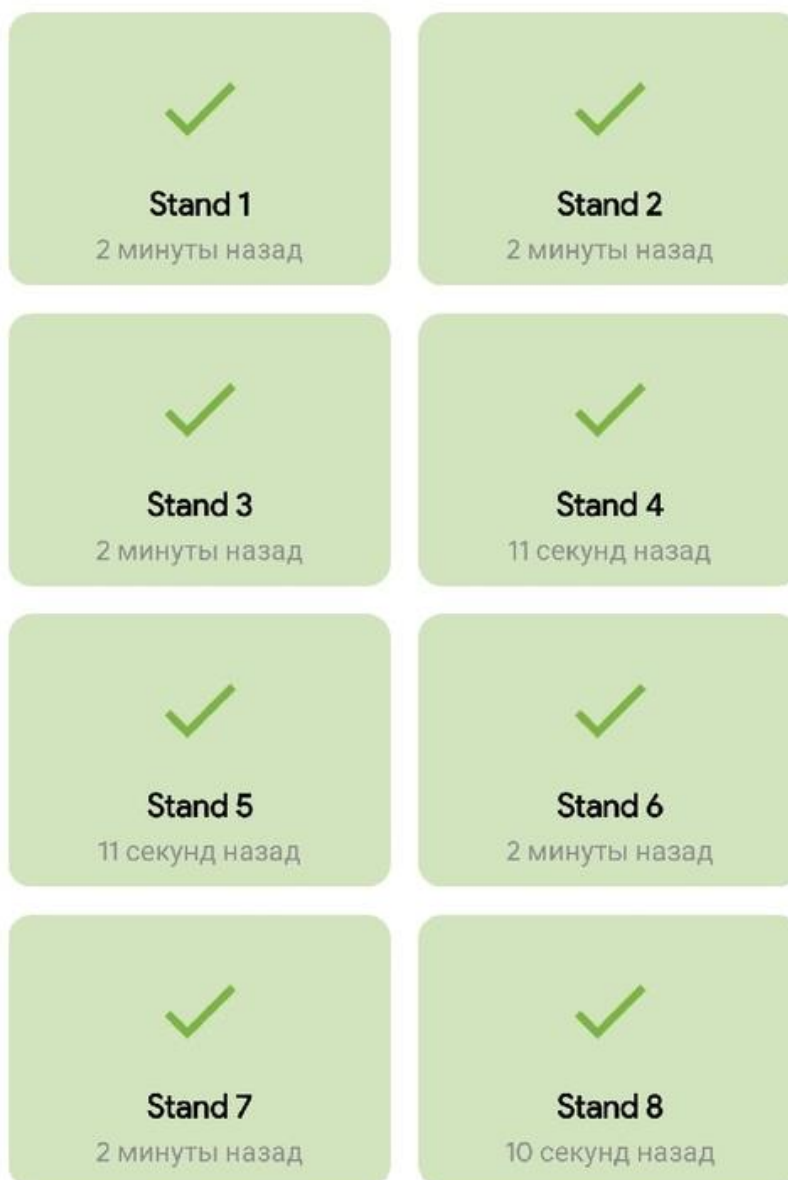 Stand 1
2 минуты назад
Stand 2
2 минуты назад
Stand 3
2 минуты назад
Stand 4
11 секунд назад
Stand 5
11 секунд назад
Stand 6
2 минуты назад
Stand 7
2 минуты назад
Stand 8
10 секунд назад